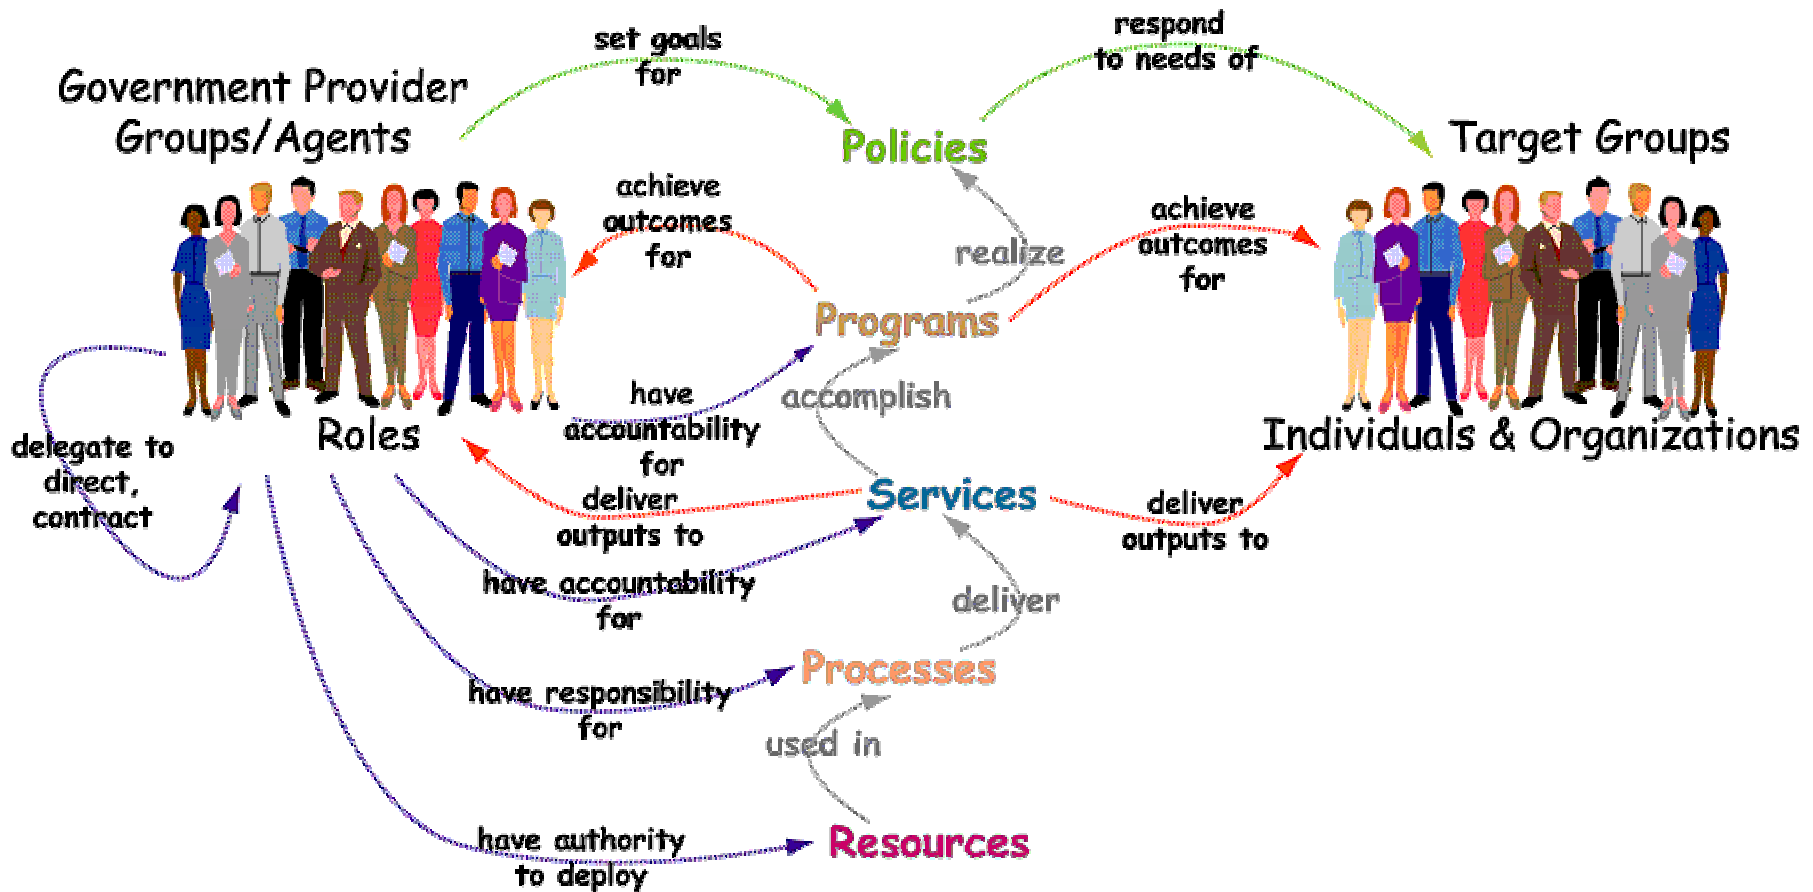 set goals
for
respond
to needs of
Government Provider
Groups/Agents
Policies
Target Groups
achieve
outcomes
for
realize
achieve
outcomes
for
Programs
have
accountability
for
accomplish
Roles
Individuals & Organizations
delegate to
direct,
contract
deliver
outputs to
Services
deliver
outputs to
have accountability
for
deliver
Processes
have responsibility
for
used in
have authority
to deploy
Resources